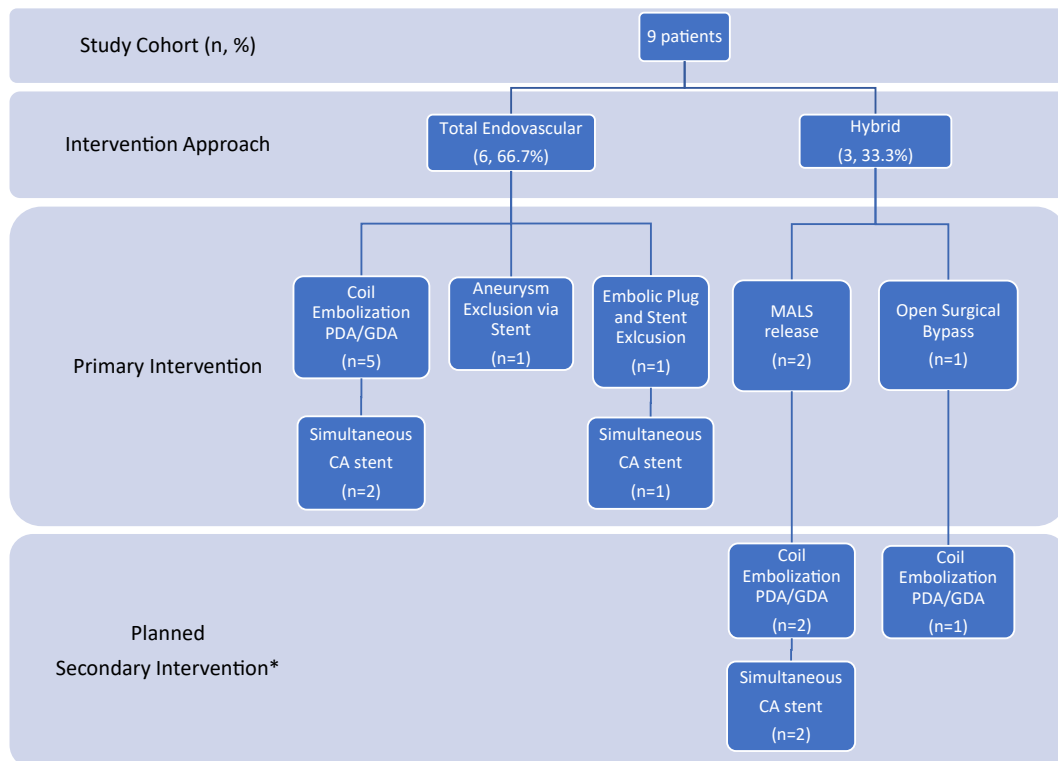 Study Cohort (n, %)
9 patients
Intervention Approach
Total Endovascular
(6, 66.7%)
Hybrid
(3, 33.3%)
Primary Intervention
Coil
Embolization
PDA/GDA
(n=5)
Aneurysm
Exclusion via
Stent
(n=1)
Embolic Plug
and Stent
Exlcusion
(n=1)
MALS
release
(n=2)
Open Surgical
Bypass
(n=1)
Simultaneous
CA stent
(n=2)
Simultaneous
CA stent
(n=1)
Planned
Secondary Intervention*
Coil
Embolization
PDA/GDA
(n=2)
Coil
Embolization
PDA/GDA
(n=1)
Simultaneous
CA stent
(n=2)